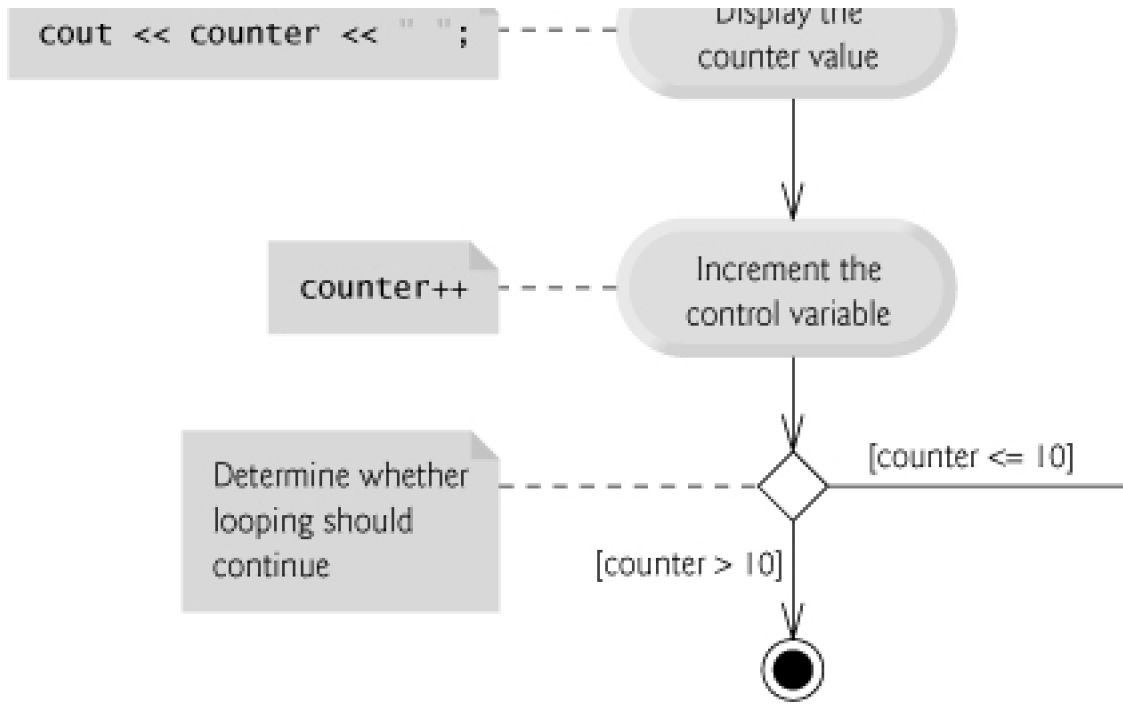 cout << counter << " ";
Display the
counter value
counter++
Increment the
control variable
Determine whether
looping should
continue
[counter <= 10]
[counter > 10]